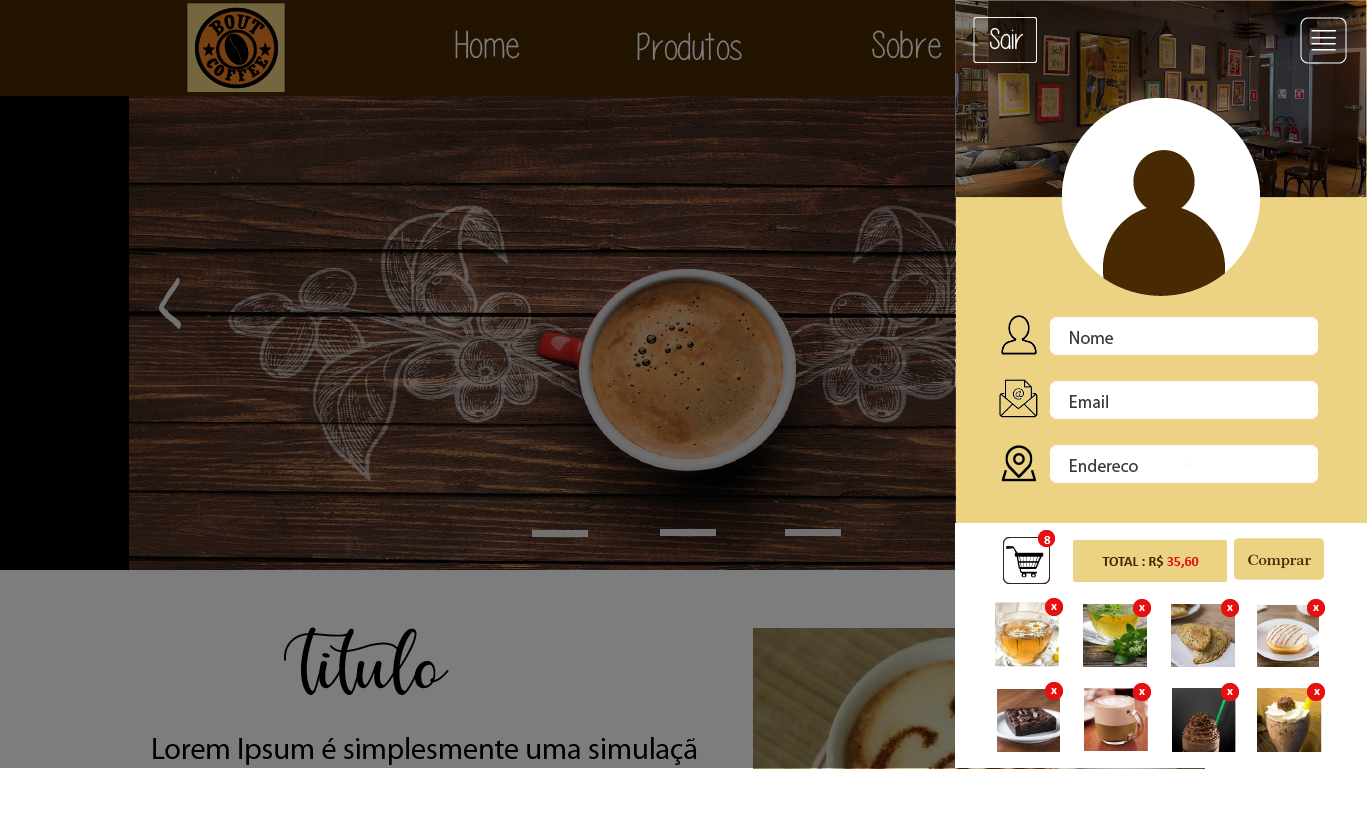 BOUT
COFFEE
Home
Produtos
Sobre
Sair
Nome
@
Email
Endereco
8
TOTAL : R$ 35,60
Comprar
x
x
x
x
x
x
x
x
titulo
Lorem Ipsum é simplesmente uma simulaçã